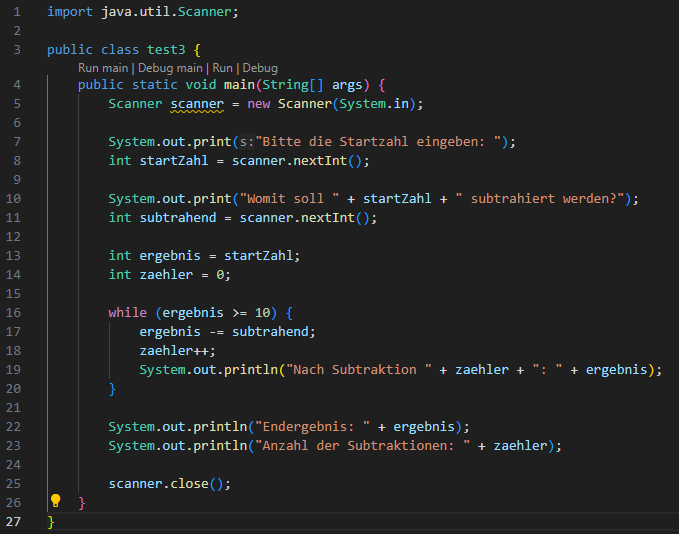 1 import java.util.Scanner;
2
3 public class test3 {
Run main | Debug main | Run | Debug
4 public static void main(String[] args) {
5 Scanner scanner = new Scanner(System.in);
6
7 System.out.print(s:"Bitte die Startzahl eingeben: ");
8 int startZahl = scanner.nextInt();
9
10 System.out.print("Womit soll " + startZahl + " subtrahiert werden?");
11 int subtrahend = scanner.nextInt();
12
13 int ergebnis = startZahl;
14 int zaehler = 0;
15
16 while (ergebnis >= 10) {
17 ergebnis -= subtrahend;
18 zaehler++;
19 System.out.println("Nach Subtraktion " + zaehler + ": " + ergebnis);
20 }
21
22 System.out.println("Endergebnis: " + ergebnis);
23 System.out.println("Anzahl der Subtraktionen: " + zaehler);
24
25 scanner.close();
26 }
27 }